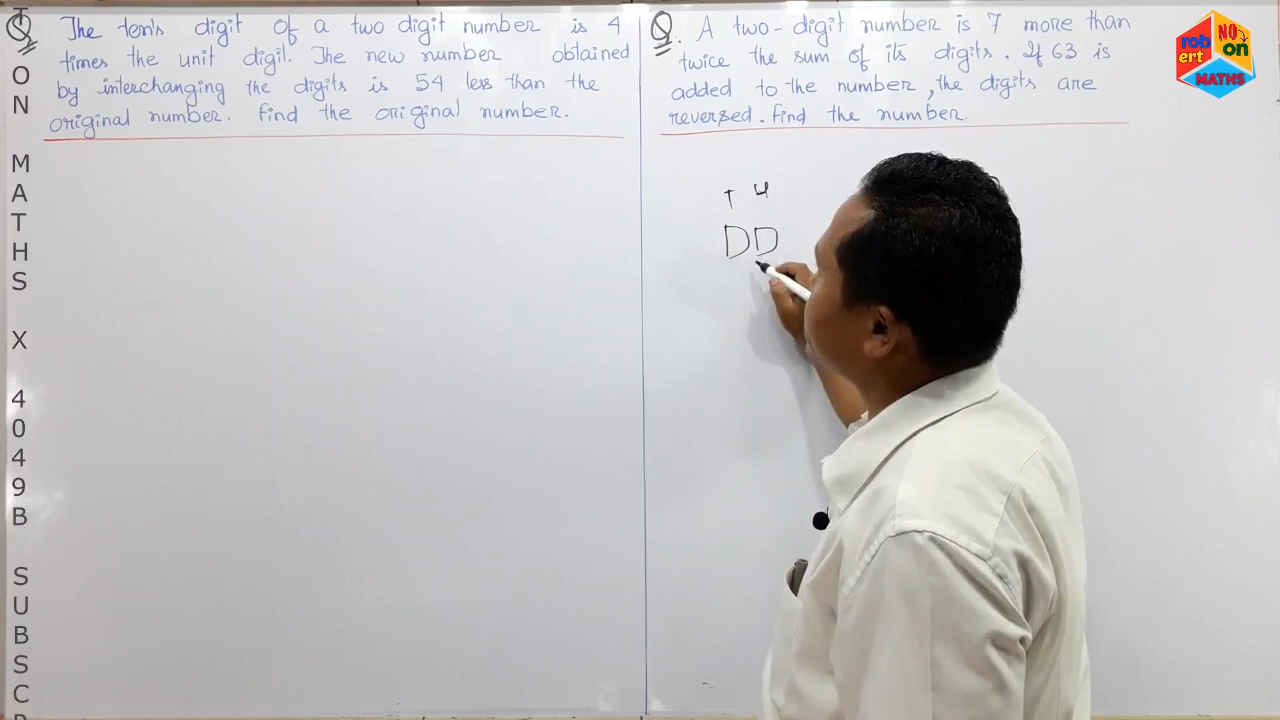 Q. The ten's digit of a two digit number is 4
times the unit digit. The new number obtained
by interchanging the digits is 54 less than the
original number. find the original number.
Q. A two-digit number is 7 more than
twice the sum of its digits. If 63 is
added to the number, the digits are
reversed. Find the number.
T U
DD
rob ert NO on MATHS
T ON MATHS X 4049B SUBSC